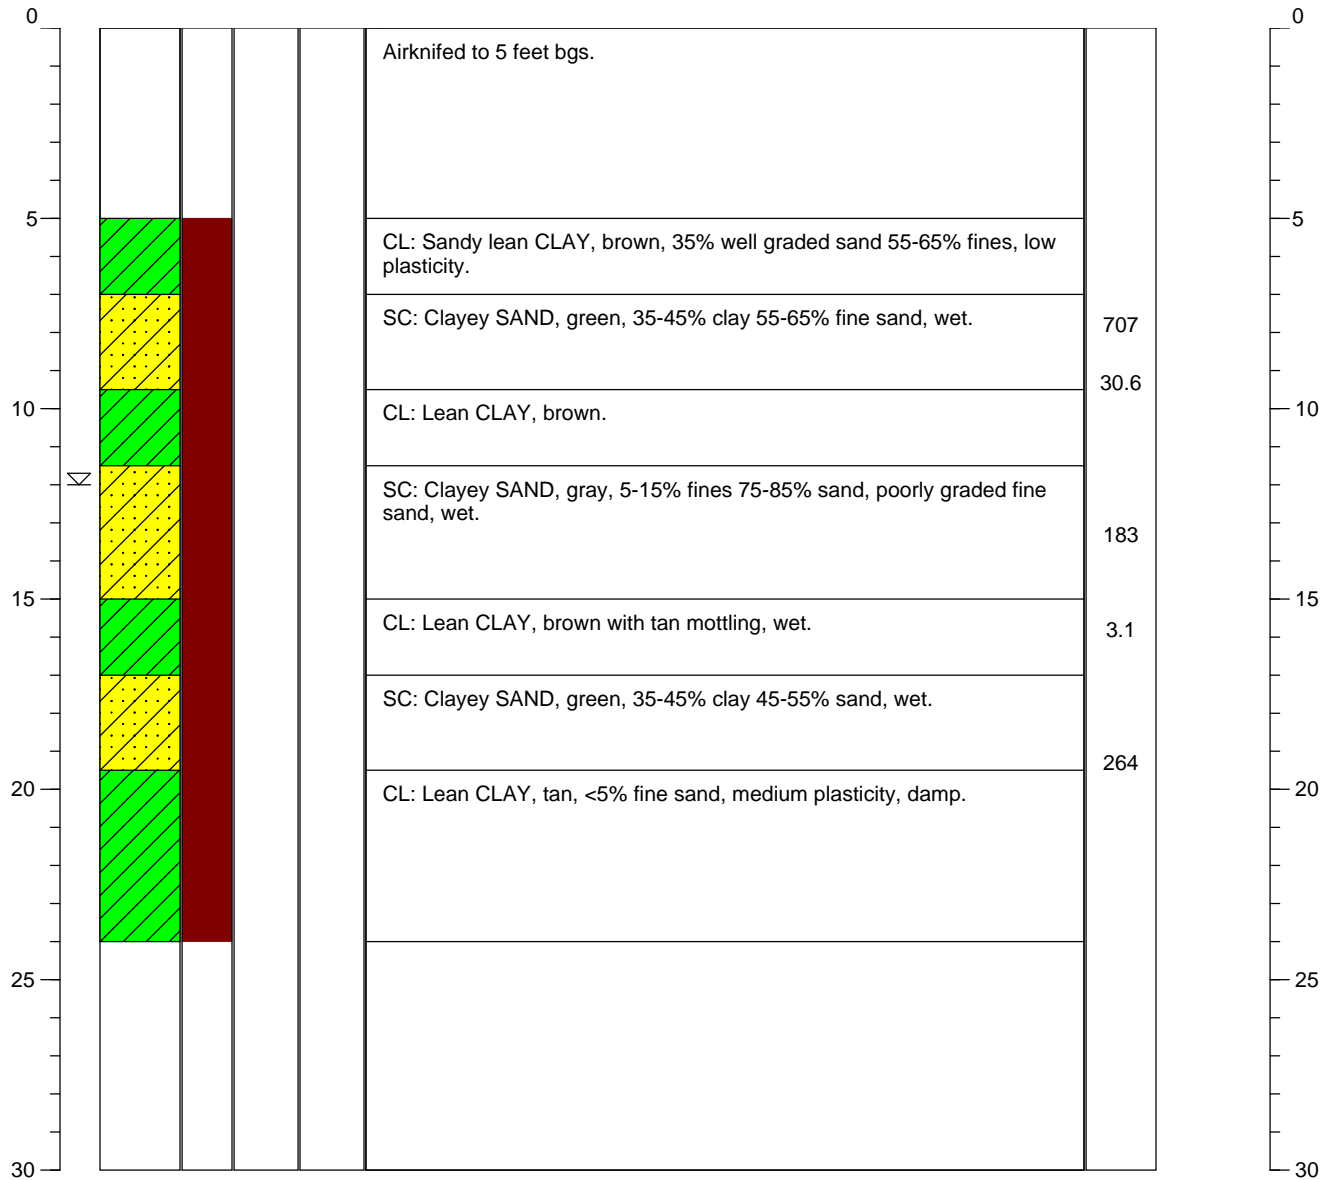 0
0
Airknifed to 5 feet bgs.
5
5
CL: Sandy lean CLAY, brown, 35% well graded sand 55-65% fines, low
plasticity.
SC: Clayey SAND, green, 35-45% clay 55-65% fine sand, wet.
707
30.6
10
CL: Lean CLAY, brown.
10
SC: Clayey SAND, gray, 5-15% fines 75-85% sand, poorly graded fine
sand, wet.
183
15
15
CL: Lean CLAY, brown with tan mottling, wet.
3.1
SC: Clayey SAND, green, 35-45% clay 45-55% sand, wet.
264
20
CL: Lean CLAY, tan, <5% fine sand, medium plasticity, damp.
20
25
25
30
30